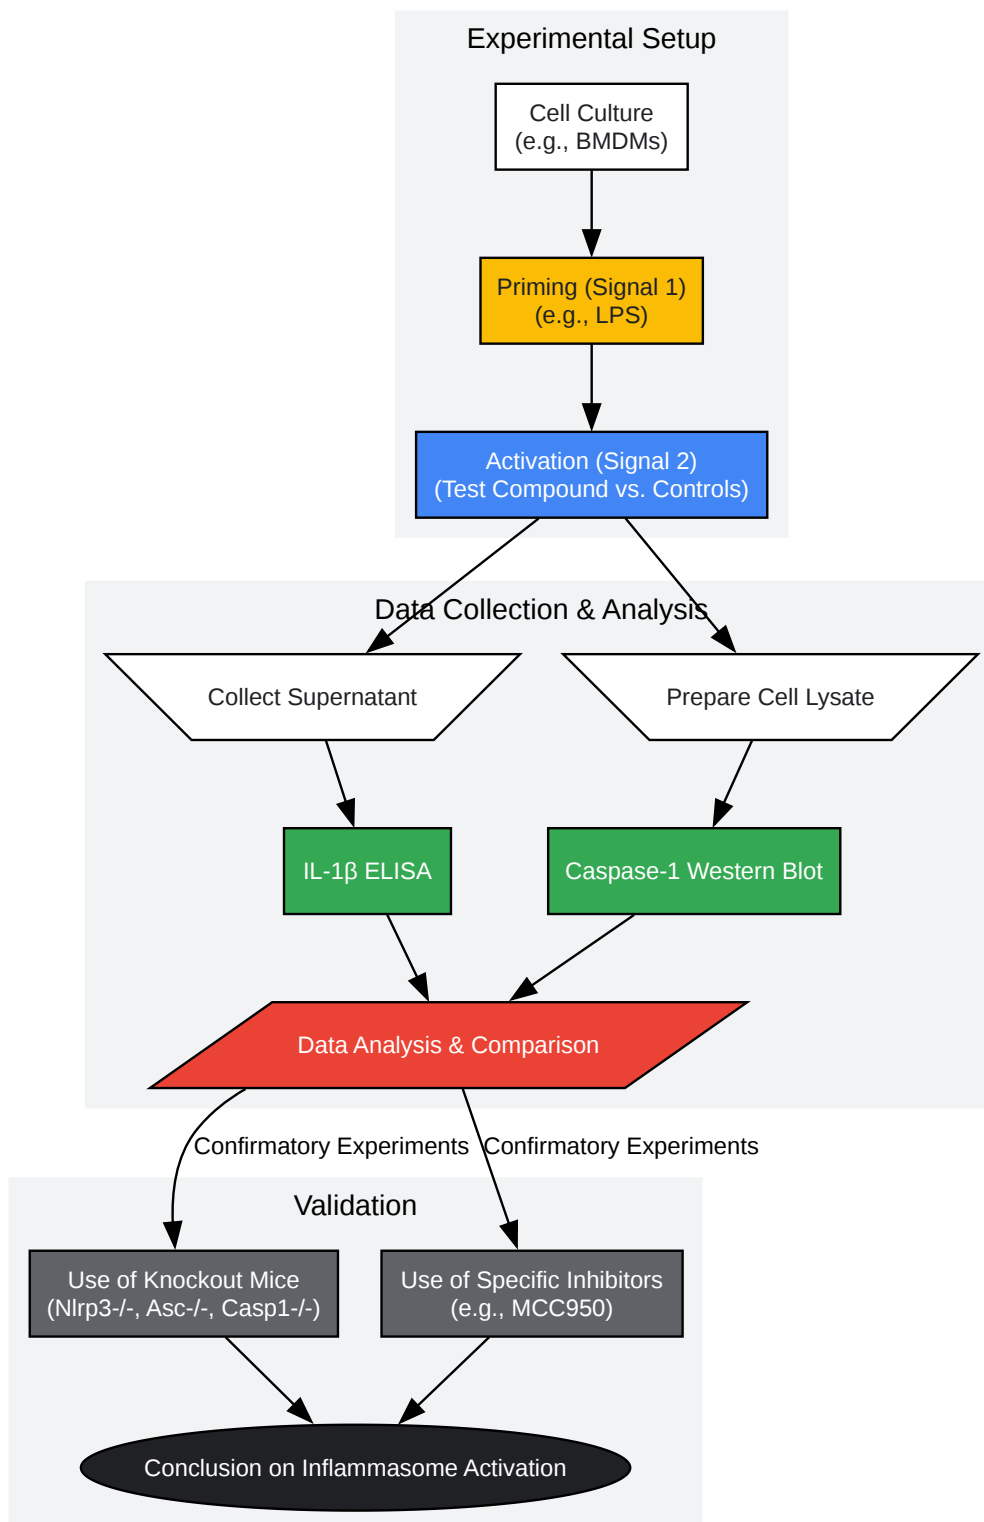 Experimental Setup
Cell Culture
(e.g., BMDMs)
Priming (Signal 1)
(e.g., LPS)
Activation (Signal 2)
(Test Compound vs. Controls)
Data Collection & Analysis
Collect Supernatant
Prepare Cell Lysate
IL-1β ELISA
Caspase-1 Western Blot
Data Analysis & Comparison
Confirmatory Experiments
Confirmatory Experiments
Validation
Use of Knockout Mice
(Nlrp3-/-, Asc-/-, Casp1-/-)
Use of Specific Inhibitors
(e.g., MCC950)
Conclusion on Inflammasome Activation